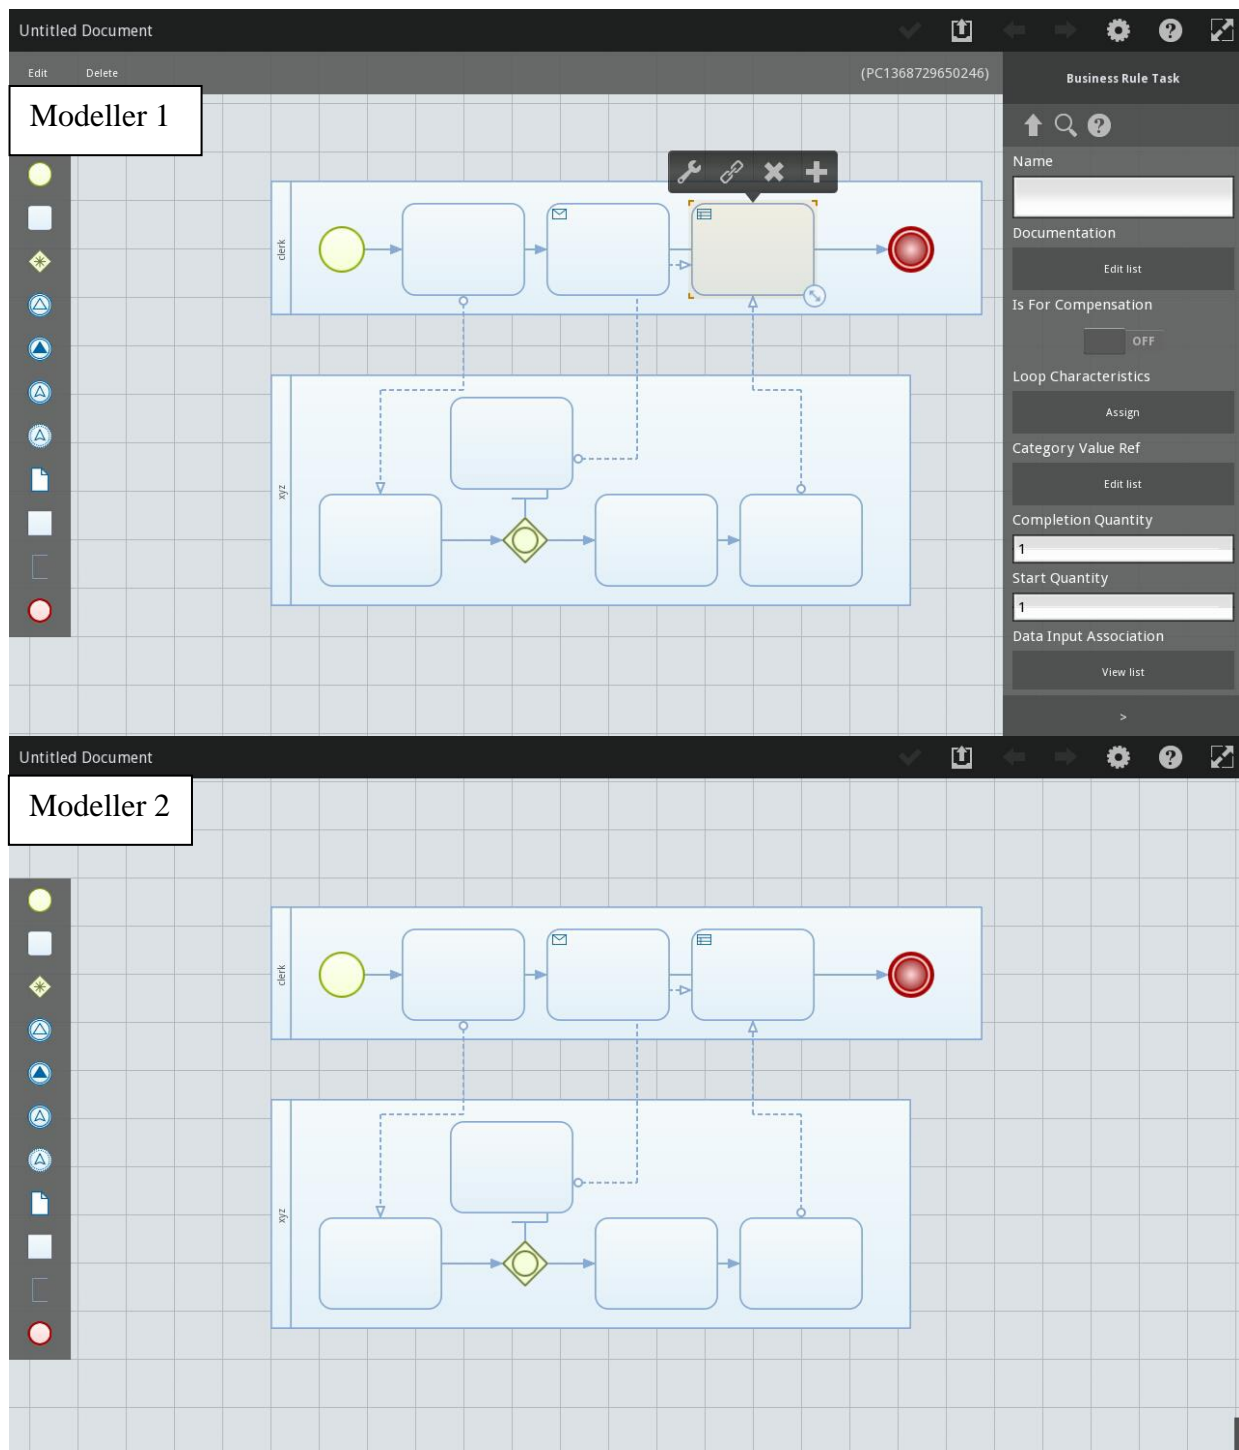 Untitled Document
Edit Delete (PC1368729650246)
Modeller 1
clerk
xyz
Business Rule Task
Name
Documentation
Edit list
Is For Compensation
OFF
Loop Characteristics
Assign
Category Value Ref
Edit list
Completion Quantity
1
Start Quantity
1
Data Input Association
View list
>
Untitled Document
Modeller 2
clerk
xyz